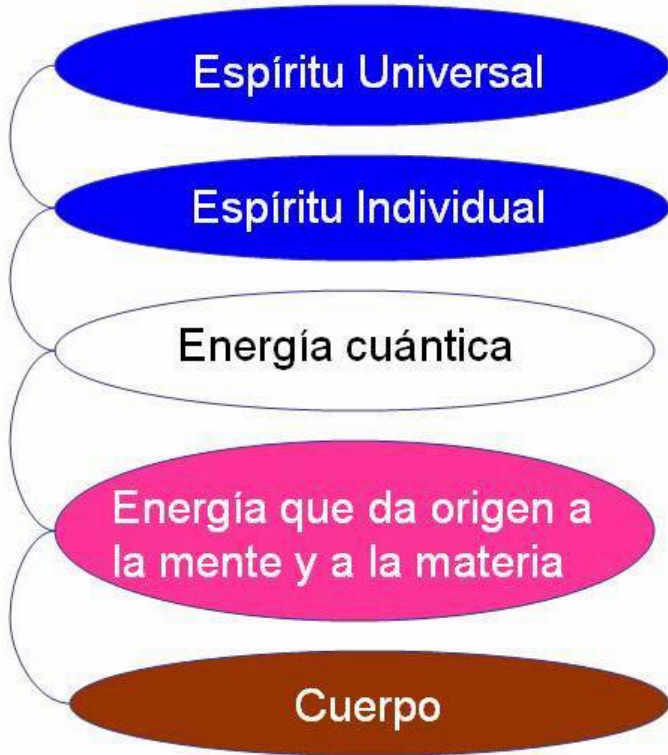 Espíritu Universal
Espíritu Individual
Energía cuántica
Energía que da origen a
la mente y a la materia
Cuerpo